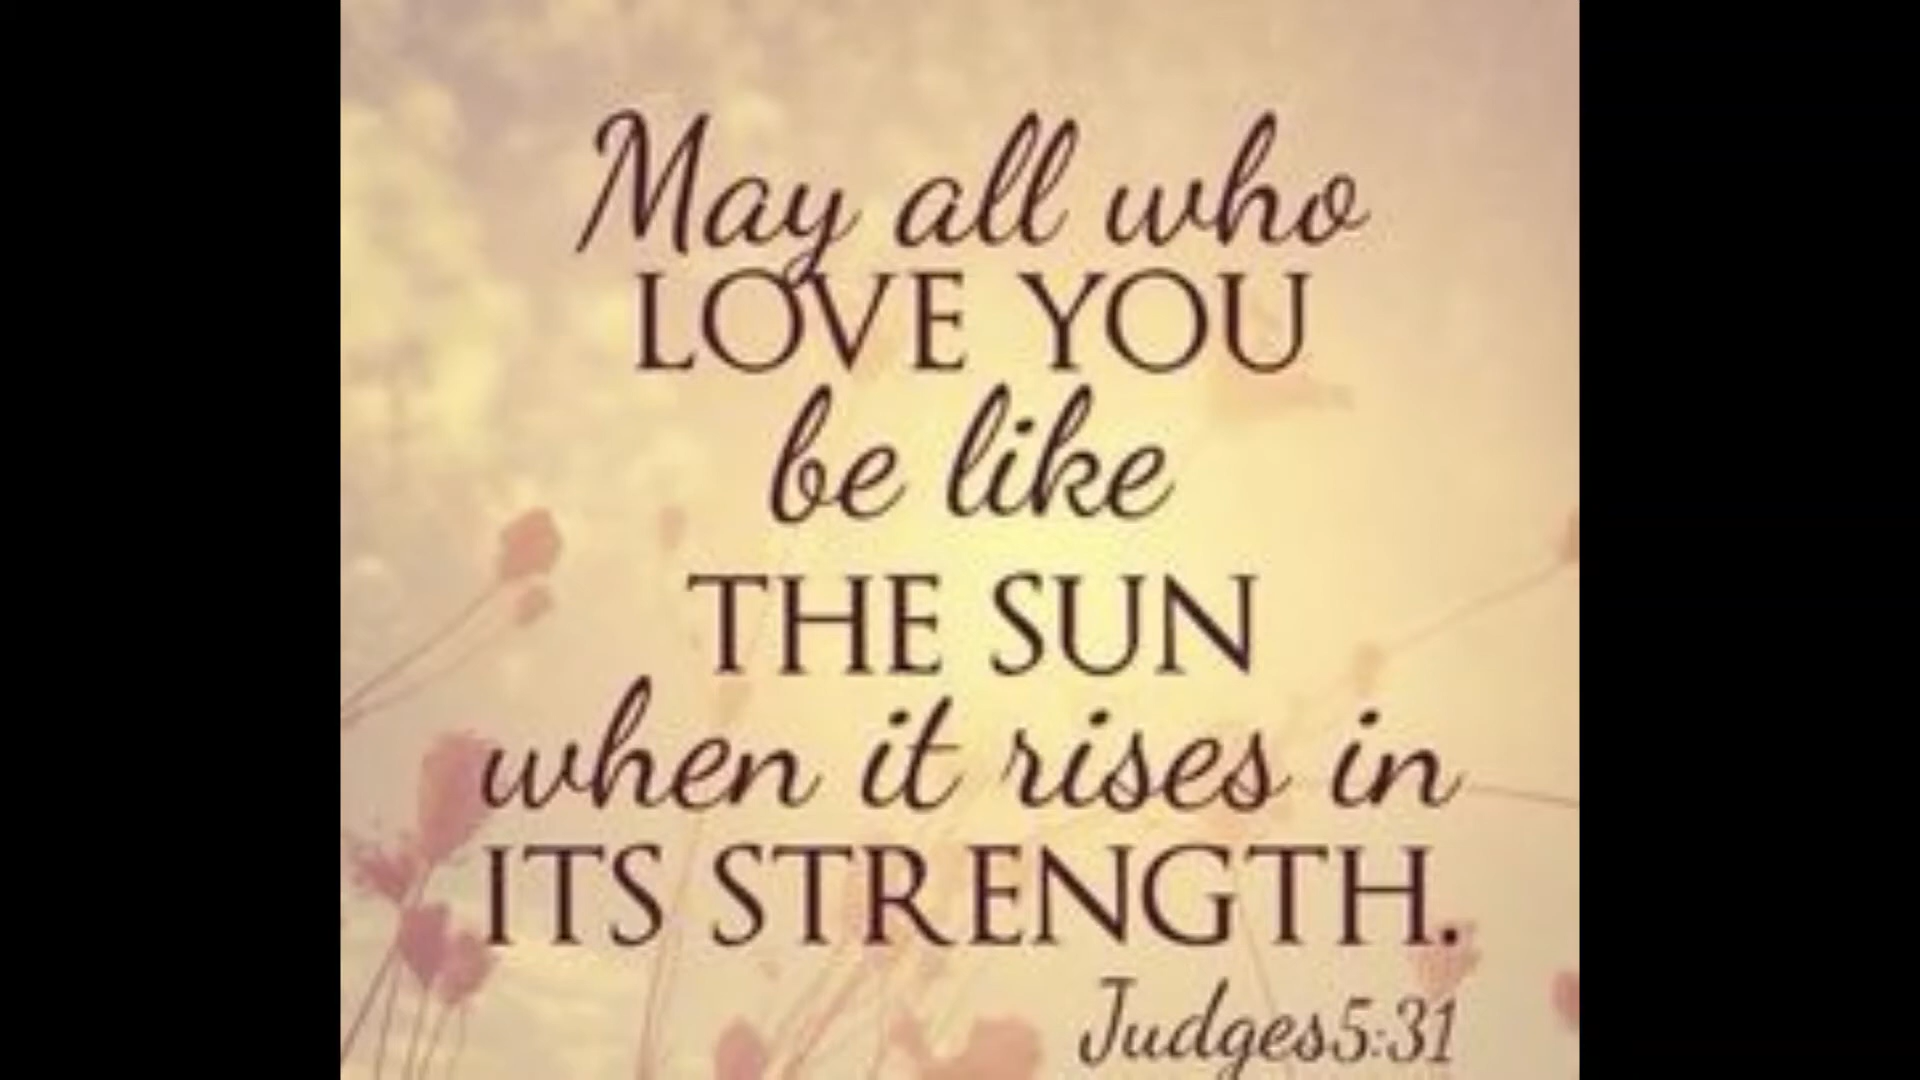 May all who
LOVE YOU
be like
THE SUN
when it rises in
ITS STRENGTH.
Judges5:31